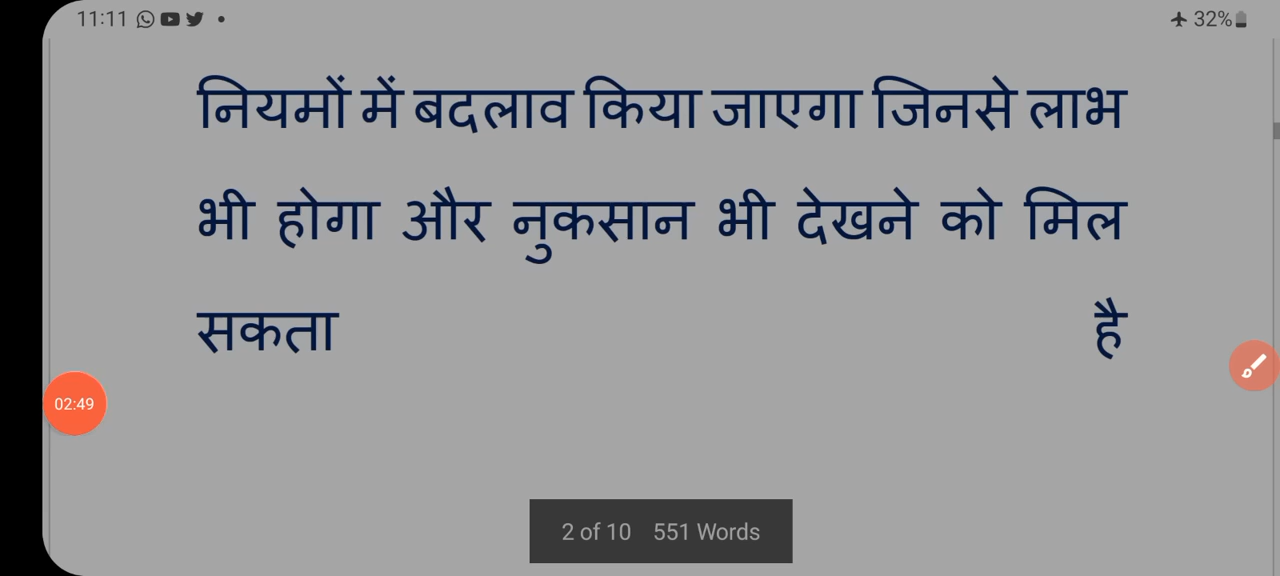 11:11 32%
नियमों में बदलाव किया जाएगा जिनसे लाभ
भी होगा और नुकसान भी देखने को मिल
सकता है
02:49
2 of 10 551 Words